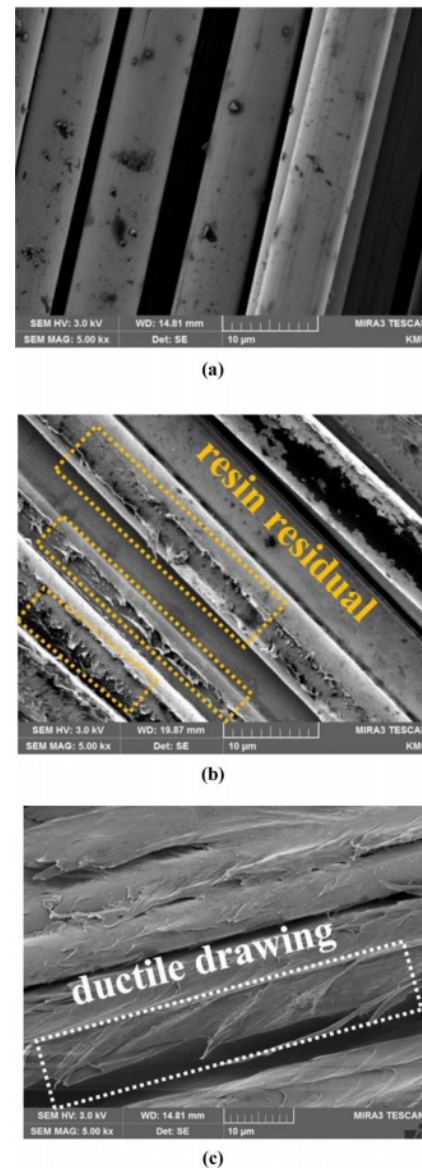 SEM HV: 3.0 kV WD: 14.81 mm MIRA3 TESCAN
SEM MAG: 5.00 kx Det: SE 10 µm KMU
(a)
resin residual
SEM HV: 3.0 kV WD: 19.87 mm MIRA3 TESCAN
SEM MAG: 5.00 kx Det: SE 10 µm KMU
(b)
ductile drawing
SEM HV: 3.0 kV WD: 14.81 mm MIRA3 TESCAN
SEM MAG: 5.00 kx Det: SE 10 µm
(c)